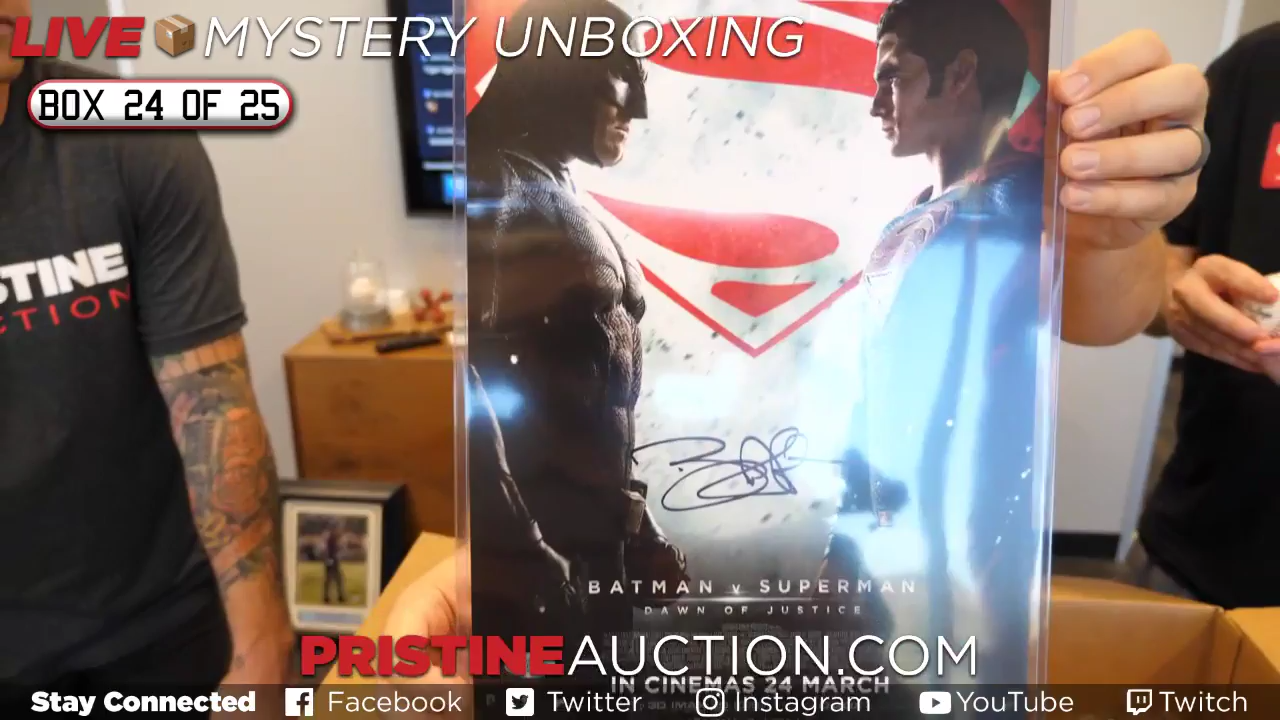 LIVE MYSTERY UNBOXING
BOX 24 OF 25
STINE
CTION
BATMAN v SUPERMAN
DAWN OF JUSTICE
PRISTINEAUCTION.COM
IN CINEMAS 24 MARCH
Stay Connected Facebook Twitter Instagram YouTube Twitch